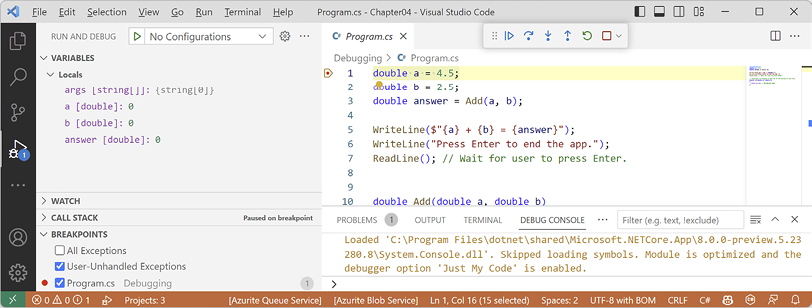 File Edit Selection View Go Run Terminal Help Program.cs - Chapter04 - Visual Studio Code
RUN AND DEBUG No Configurations
Program.cs
VARIABLES
Locals
args [string[]]: {string[0]}
a [double]: 0
b [double]: 0
answer [double]: 0
WATCH
CALL STACK Paused on breakpoint
BREAKPOINTS
All Exceptions
User-Unhandled Exceptions
Program.cs Debugging 1
1
Debugging > Program.cs
1 double a = 4.5;
2 double b = 2.5;
3 double answer = Add(a, b);
4
5 WriteLine($"{a} + {b} = {answer}");
6 WriteLine("Press Enter to end the app.");
7 ReadLine(); // Wait for user to press Enter.
8
9
10 double Add(double a, double b)
PROBLEMS 1 OUTPUT TERMINAL DEBUG CONSOLE Filter (e.g. text, !exclude)
Loaded 'C:\Program Files\dotnet\shared\Microsoft.NETCore.App\8.0.0-preview.5.23
280.8\System.Console.dll'. Skipped loading symbols. Module is optimized and the
debugger option 'Just My Code' is enabled.
>
0 0 1 Projects: 3 [Azurite Queue Service] [Azurite Blob Service] Ln 1, Col 16 (15 selected) Spaces: 2 UTF-8 with BOM CRLF C#